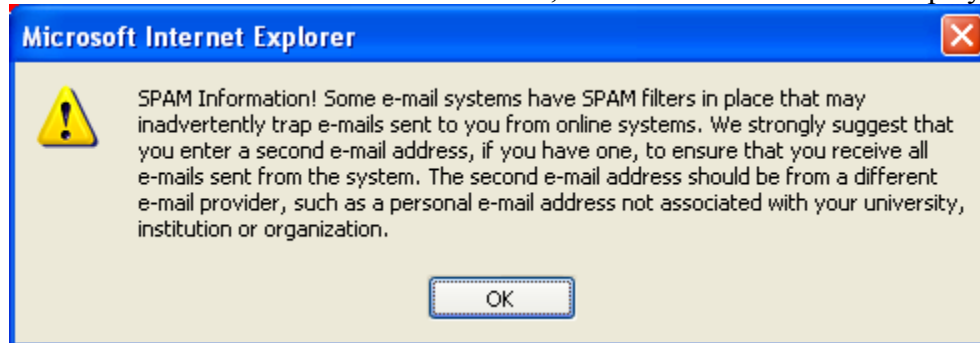 Microsoft Internet Explorer
SPAM Information! Some e-mail systems have SPAM filters in place that may
inadvertently trap e-mails sent to you from online systems. We strongly suggest that
you enter a second e-mail address, if you have one, to ensure that you receive all
e-mails sent from the system. The second e-mail address should be from a different
e-mail provider, such as a personal e-mail address not associated with your university,
institution or organization.
OK